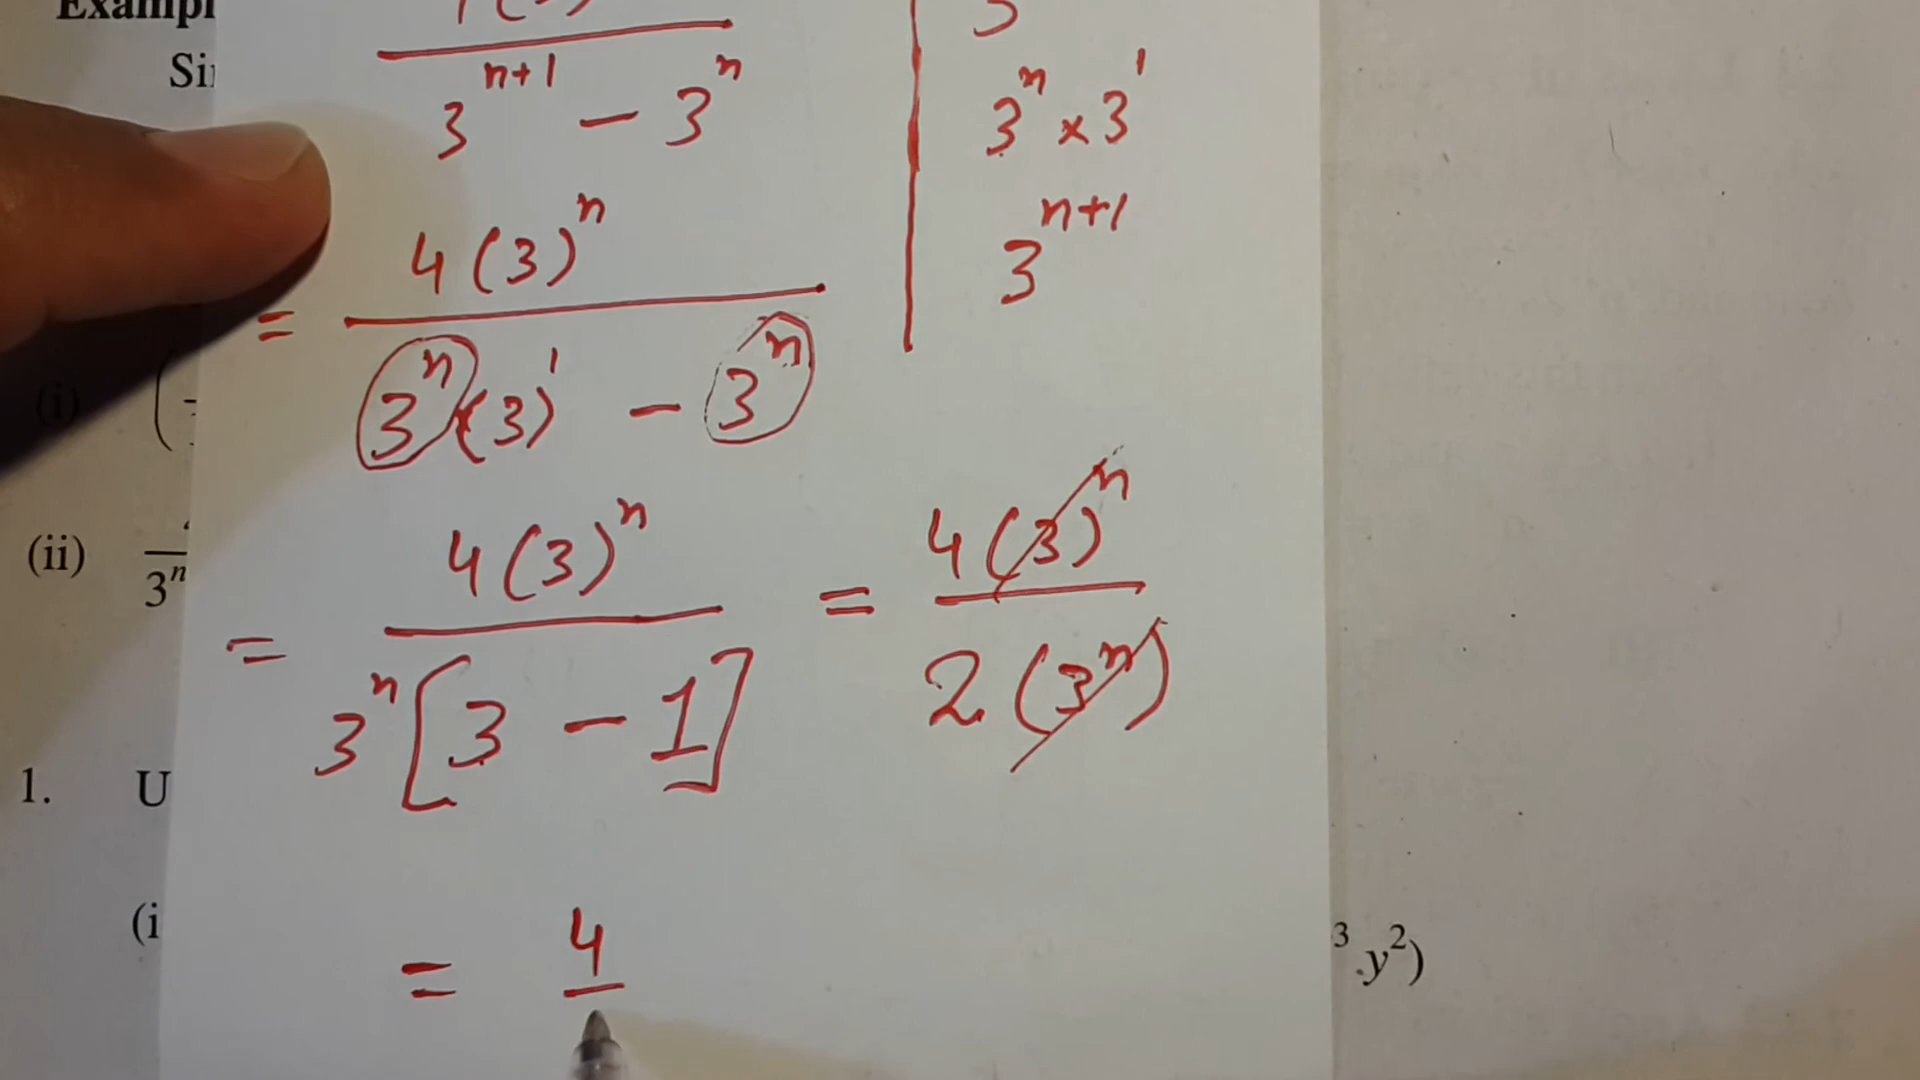 Exampl
Si
3^{n+1} - 3^n
3^n × 3^1
3^{n+1}
= 4(3)^n / 3^n(3)^1 - 3^n
= 4(3)^n / 3^n[3 - 1] = 4(3)^n / 2(3^n)
= 4 /
(i) (
(ii) 3^n
1. U
(i
3.y^2)